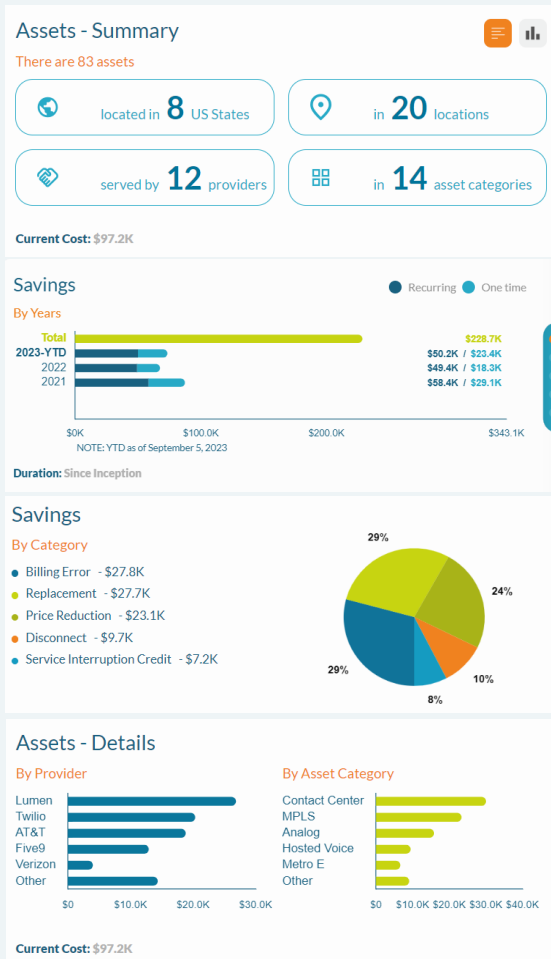 Assets - Summary
There are 83 assets
located in 8 US States
in 20 locations
served by 12 providers
in 14 asset categories
Current Cost: $97.2K
Savings
Recurring One time
By Years
Total $228.7K
2023-YTD $50.2K / $23.4K
2022 $49.4K / $18.3K
2021 $58.4K / $29.1K
$0K $100.0K $200.0K $343.1K
NOTE: YTD as of September 5, 2023
Duration: Since Inception
Savings
By Category
Billing Error - $27.8K
Replacement - $27.7K
Price Reduction - $23.1K
Disconnect - $9.7K
Service Interruption Credit - $7.2K
29%
24%
29%
10%
8%
Assets - Details
By Provider
Lumen
Twilio
AT&T
Five9
Verizon
Other
$0 $10.0K $20.0K $30.0K
By Asset Category
Contact Center
MPLS
Analog
Hosted Voice
Metro E
Other
$0 $10.0K $20.0K $30.0K $40.0K
Current Cost: $97.2K